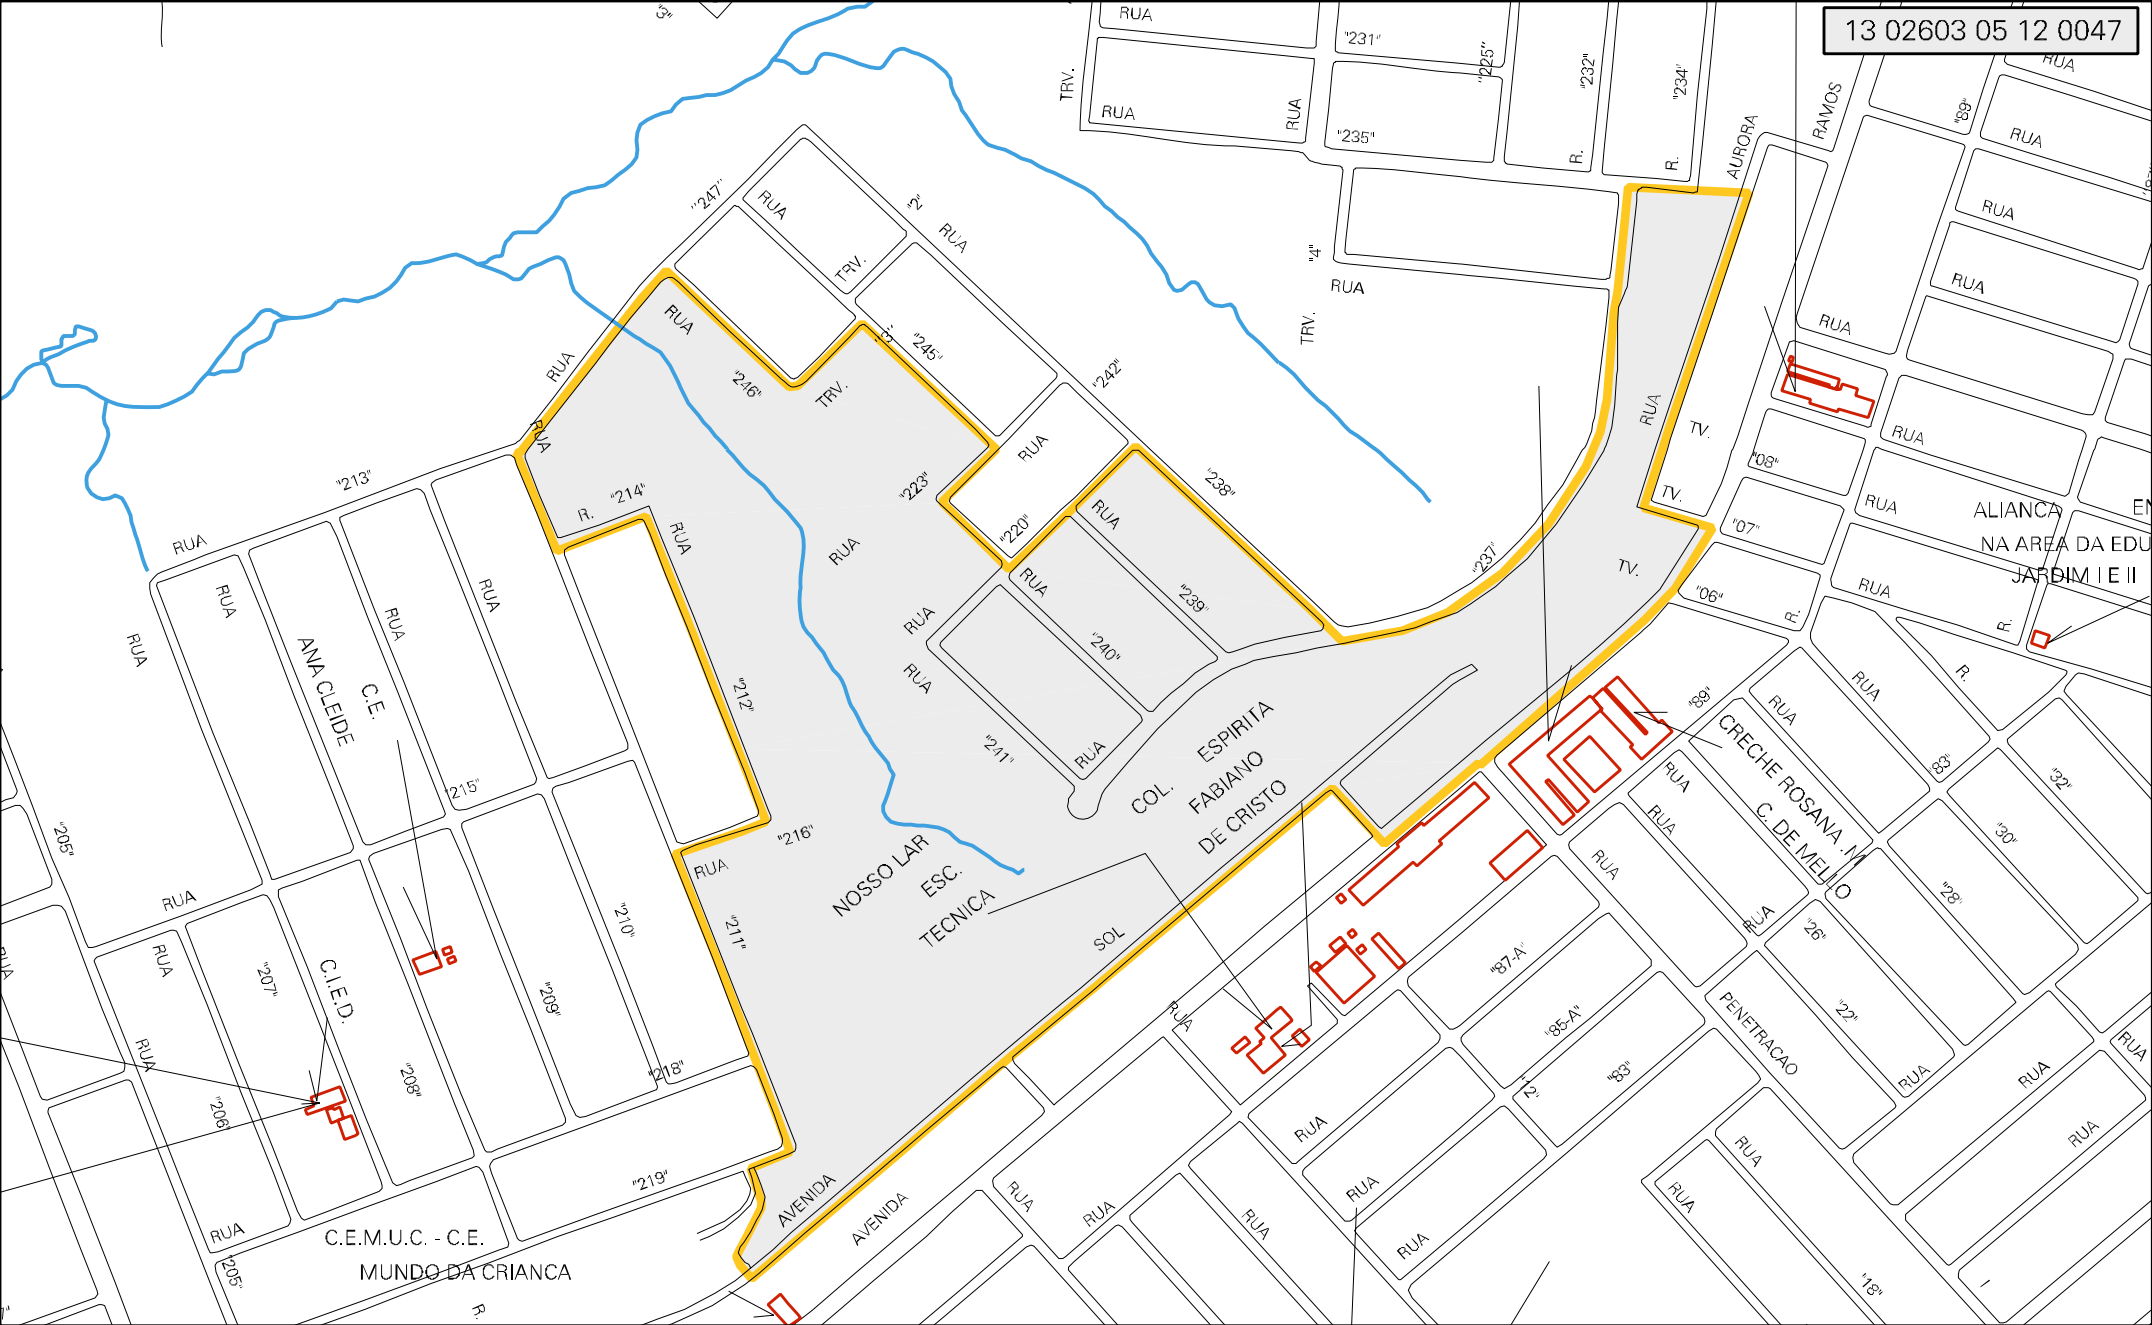 13 02603 05 12 0047
"3"
RUA
"231"
"225"
"232"
"234"
RUA
TRV.
RUA
RUA
"235"
R.
R.
AURORA
RAMOS
"89"
RUA
"247"
RUA
"2"
RUA
TRV.
"4"
RUA
TRV.
RUA
RUA
RUA
RUA
RUA
"246"
TRV.
"3"
"245"
"242"
RUA
RUA
RUA
TV.
TV.
"08"
RUA
"213"
R.
"214"
RUA
RUA
"223"
RUA
"220"
RUA
"238"
"237"
TV.
"07"
RUA
ALIANCA
NA AREA DA EDU
JARDIM I E II
RUA
RUA
RUA
RUA
RUA
RUA
RUA
"239"
"240"
"06"
R.
RUA
R.
ANA CLEIDE
C.E.
"212"
RUA
"241"
RUA
COL. ESPIRITA
FABIANO
DE CRISTO
"89"
RUA
RUA
R.
CRECHE ROSANA .M
C. DE MELLO
"83"
"32"
"215"
"205"
"216"
RUA
NOSSO LAR
ESC.
TECNICA
RUA
RUA
RUA
"30"
"28"
"26"
RUA
RUA
RUA
"207"
C.I.E.D.
"210"
"211"
"209"
SOL
RUA
"87-A"
"85-A"
PENETRACAO
"22"
RUA
RUA
RUA
RUA
"206"
"208"
"218"
"12"
"83"
RUA
RUA
RUA
"219"
AVENIDA
AVENIDA
RUA
RUA
RUA
RUA
RUA
RUA
RUA
"205"
C.E.M.U.C. - C.E.
MUNDO DA CRIANCA
R.
"18"